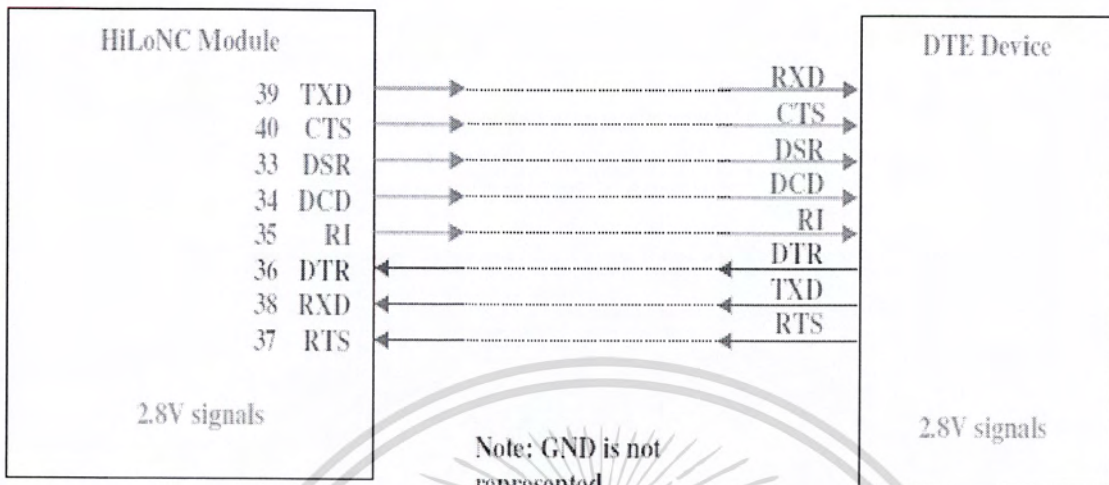 HiLoNC Module
DTE Device
39 TXD RXD
40 CTS CTS
33 DSR DSR
34 DCD DCD
35 RI RI
36 DTR DTR
38 RXD TXD
37 RTS RTS
2.8V signals
2.8V signals
Note: GND is not
represented